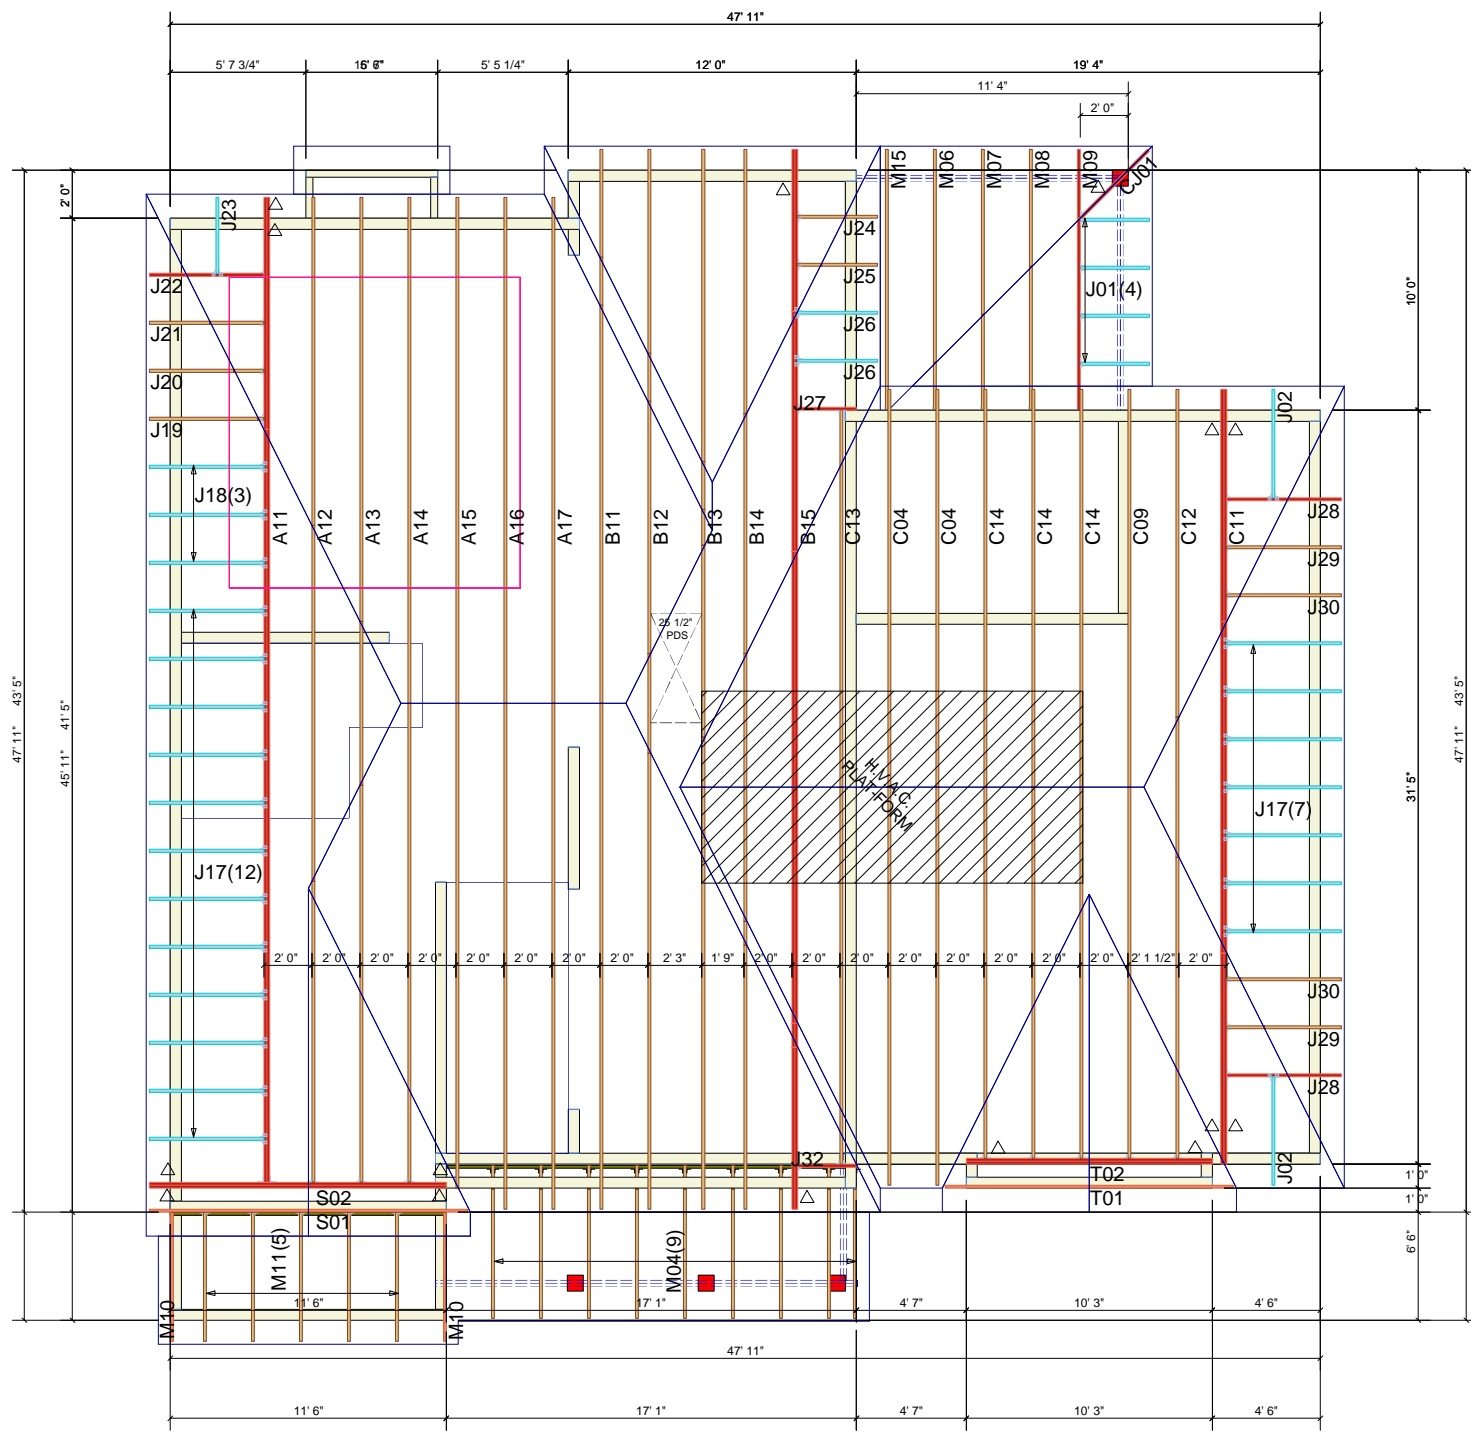 47' 11"
5' 7 3/4"
5' 5 1/4"
12' 0"
19' 4"
11' 4"
2' 0"
2' 0"
J23
M15
M06
M07
M08
M09
CJ01
J24
J22
J25
J01(4)
10' 0"
J21
J26
J20
J26
J27
J19
J02
J18(3)
A11
A12
A13
A14
A15
A16
A17
B11
B12
B13
B14
B15
C13
C04
C04
C14
C14
C14
C09
C12
C11
J28
J29
J30
25 1/2"
PDS
47' 11"
43' 5"
45' 11"
41' 5"
47' 11"
43' 5"
31' 5"
H.V.A.C.
PLAT-FORM
J17(7)
J17(12)
2' 0"
2' 0"
2' 0"
2' 0"
2' 0"
2' 0"
2' 0"
2' 0"
2' 3"
1' 9"
2' 0"
2' 0"
2' 0"
2' 0"
2' 0"
2' 0"
2' 0"
2' 0"
2' 1 1/2"
2' 0"
J30
J29
J28
J32
J02
T02
T01
1' 0"
1' 0"
S02
S01
M11(5)
M04(9)
6' 6"
M10
M10
11' 6"
17' 1"
4' 7"
10' 3"
4' 6"
47' 11"
11' 6"
17' 1"
4' 7"
10' 3"
4' 6"